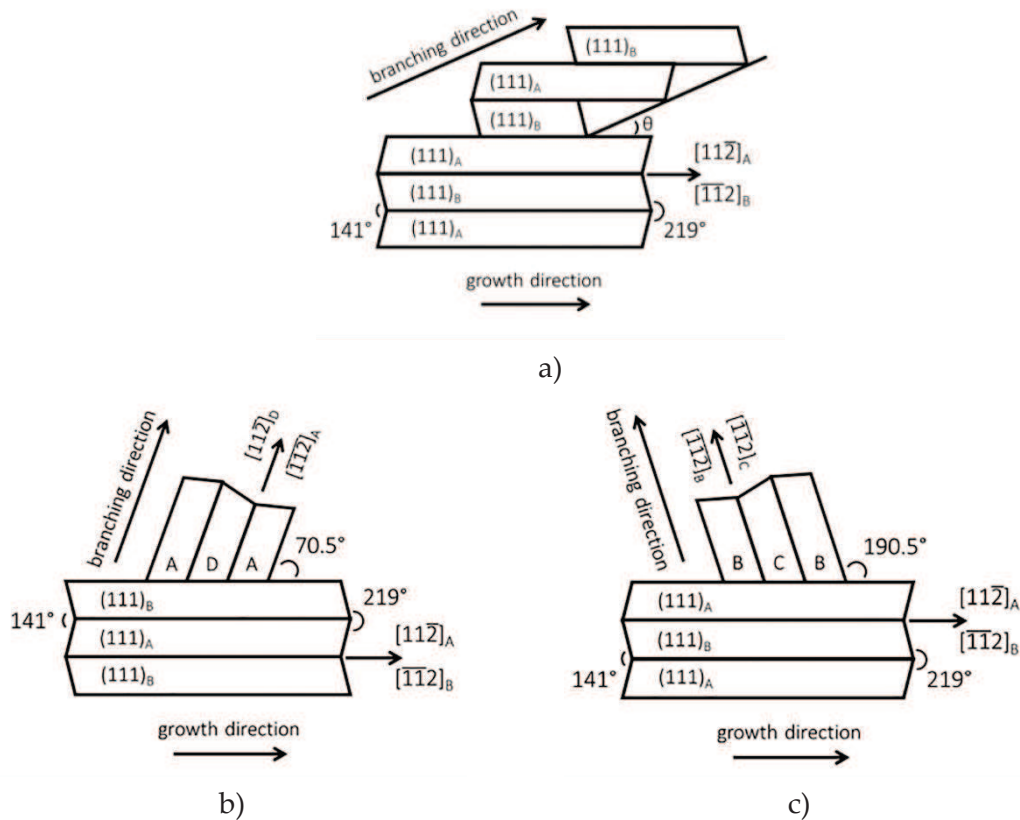 branching direction
(111)B
(111)A
(111)B
θ
(111)A
[112̅]A
(111)B
[1̅1̅2]B
141°
(111)A
219°
growth direction
a)
branching direction
[112̅]D
[1̅1̅2̅]A
70.5°
A D A
(111)B
219°
141°
(111)A
[112̅]A
(111)B
[1̅1̅2]B
growth direction
b)
branching direction
[1̅1̅2̅]B
[1̅1̅2̅]C
190.5°
B C B
(111)A
[112̅]A
(111)B
[1̅1̅2]B
141°
(111)A
219°
growth direction
c)